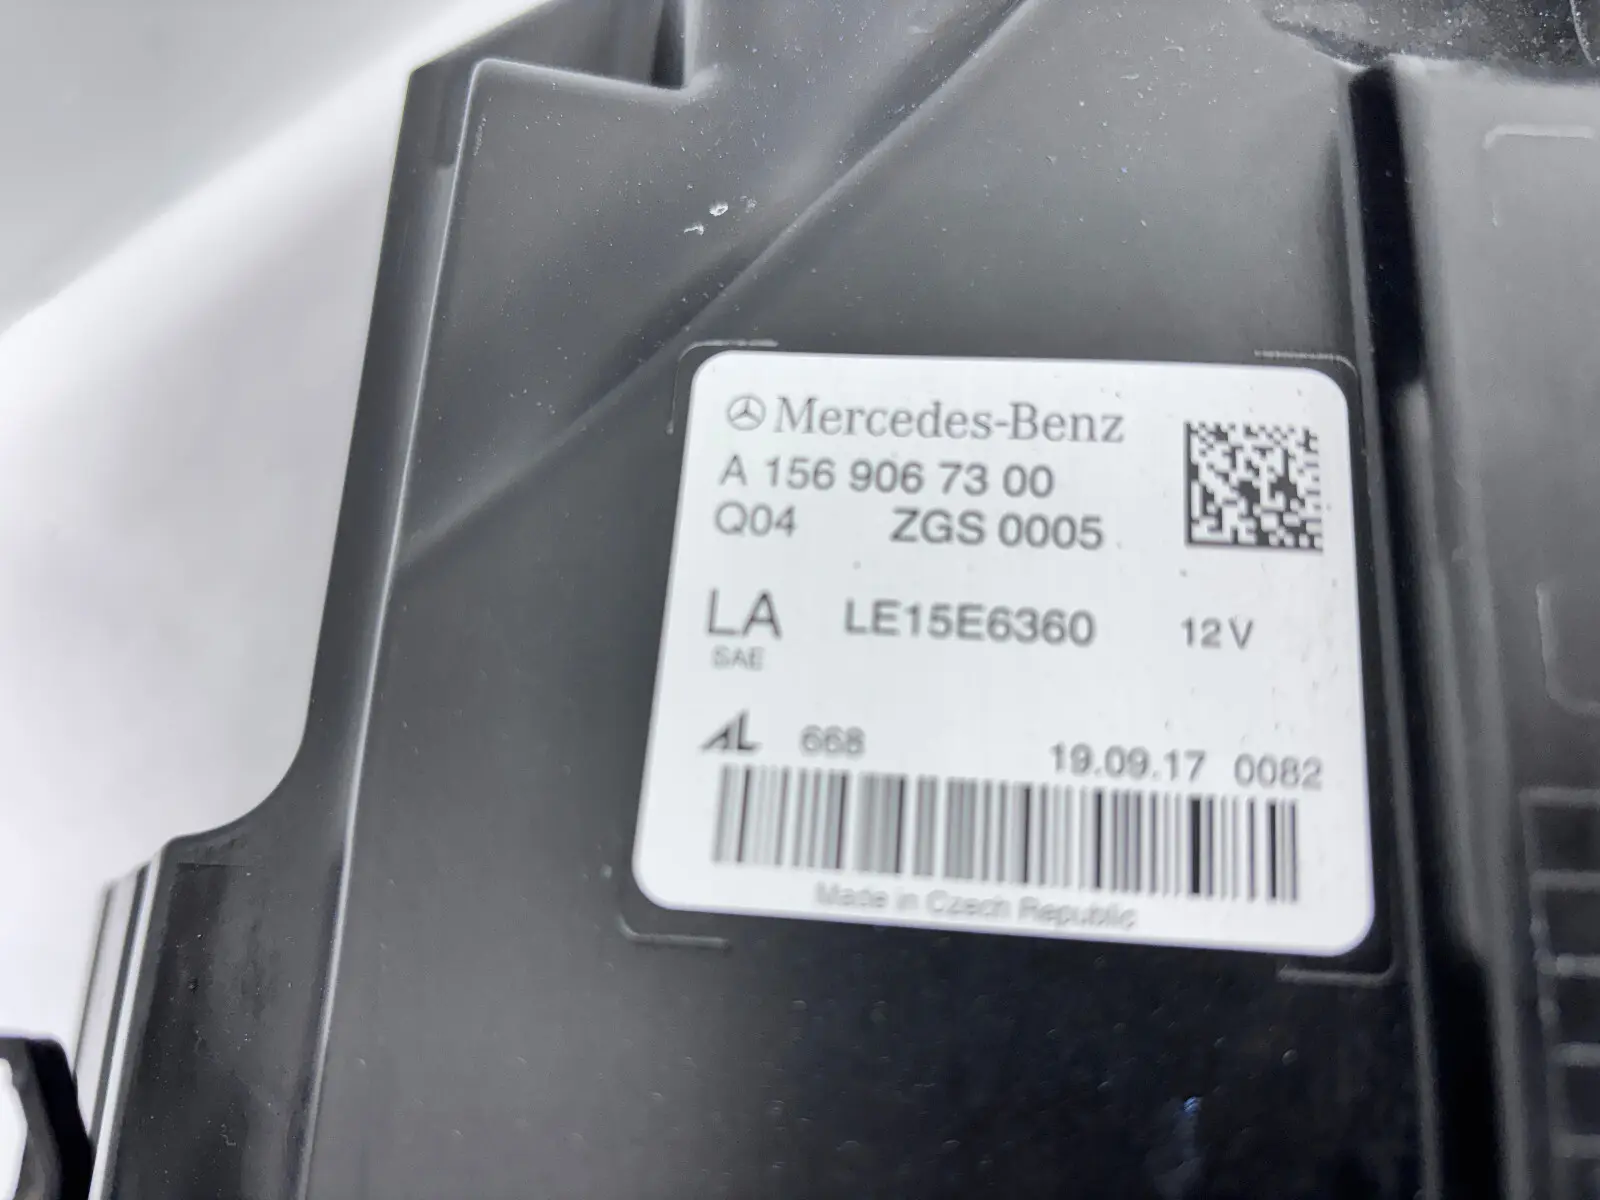 Mercedes-Benz
A 156 906 73 00
Q04 ZGS 0005
LA LE15E6360 12V
SAE
AL 668 19.09.17 0082
Made in Czech Republic